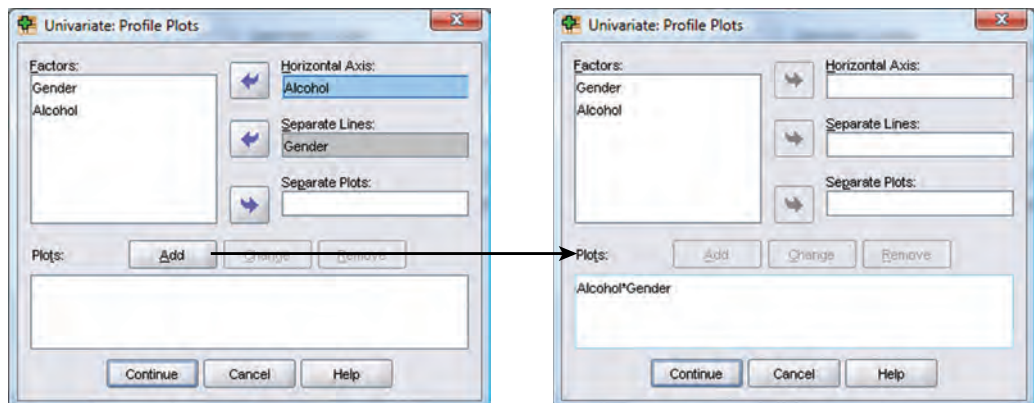 Univariate: Profile Plots
Factors:
Gender
Alcohol
Horizontal Axis:
Alcohol
Separate Lines:
Gender
Separate Plots:
Plots:
Add
Change
Remove
Continue
Cancel
Help
Univariate: Profile Plots
Factors:
Gender
Alcohol
Horizontal Axis:
Separate Lines:
Separate Plots:
Plots:
Add
Change
Remove
Alcohol*Gender
Continue
Cancel
Help